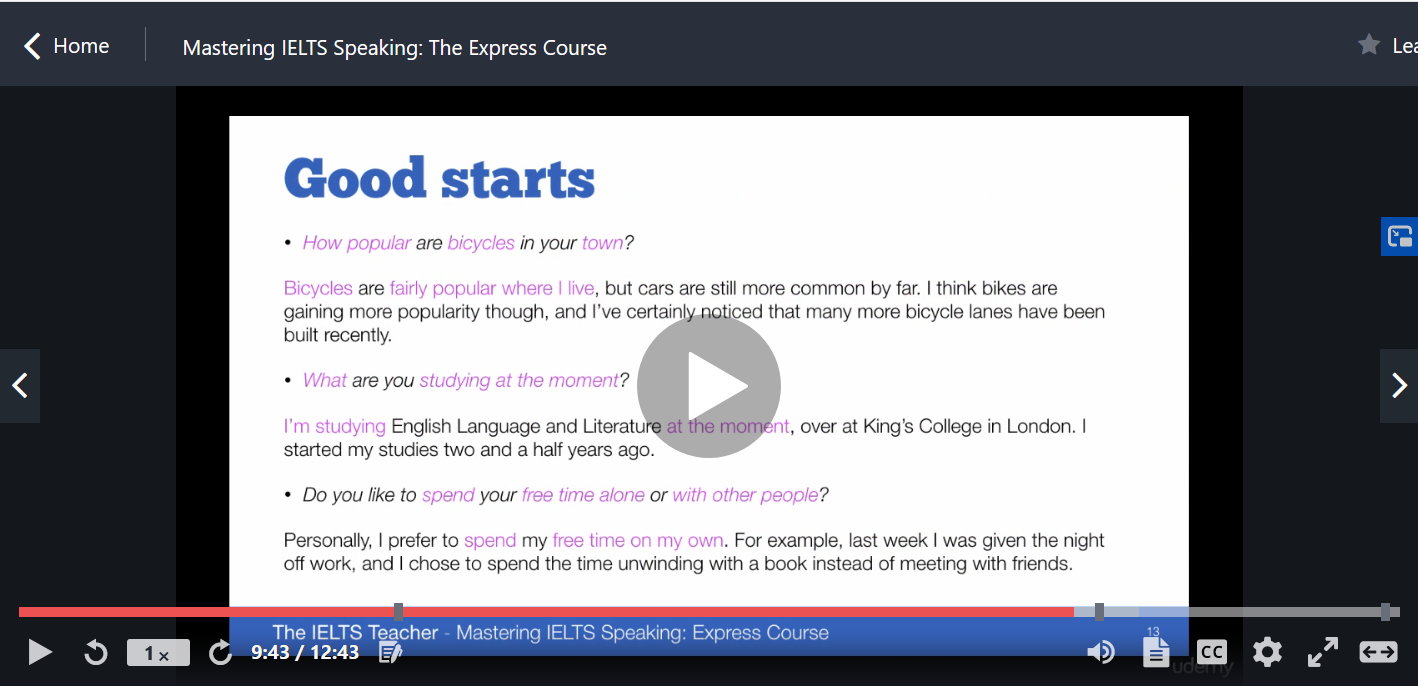 Home
Mastering IELTS Speaking: The Express Course
Lea
Good starts
• How popular are bicycles in your town?
Bicycles are fairly popular where I live, but cars are still more common by far. I think bikes are
gaining more popularity though, and I've certainly noticed that many more bicycle lanes have been
built recently.
• What are you studying at the moment?
I'm studying English Language and Literature at the moment, over at King's College in London. I
started my studies two and a half years ago.
• Do you like to spend your free time alone or with other people?
Personally, I prefer to spend my free time on my own. For example, last week I was given the night
off work, and I chose to spend the time unwinding with a book instead of meeting with friends.
The IELTS Teacher - Mastering IELTS Speaking: Express Course
1x
9:43 / 12:43
13
CC
udemy